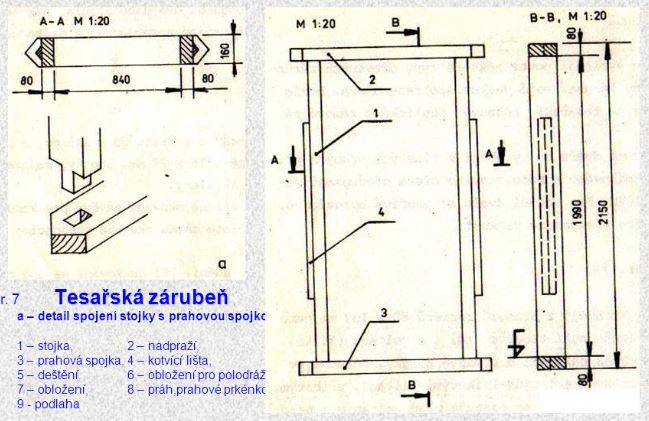 A-A M 1:20
80
840
80
160
a
M 1:20
B
2
1
A
A
4
3
B
B-B, M 1:20
80
1990
2150
80
r. 7 Tesařská zárubeň
a – detail spojení stojky s prahovou spojko
1 – stojka, 2 – nadpraží,
3 – prahová spojka, 4 – kotvící lišta,
5 – deštění 6 – obložení pro polodráž
7 – obložení, 8 – práh,prahové prkénko
9 - podlaha